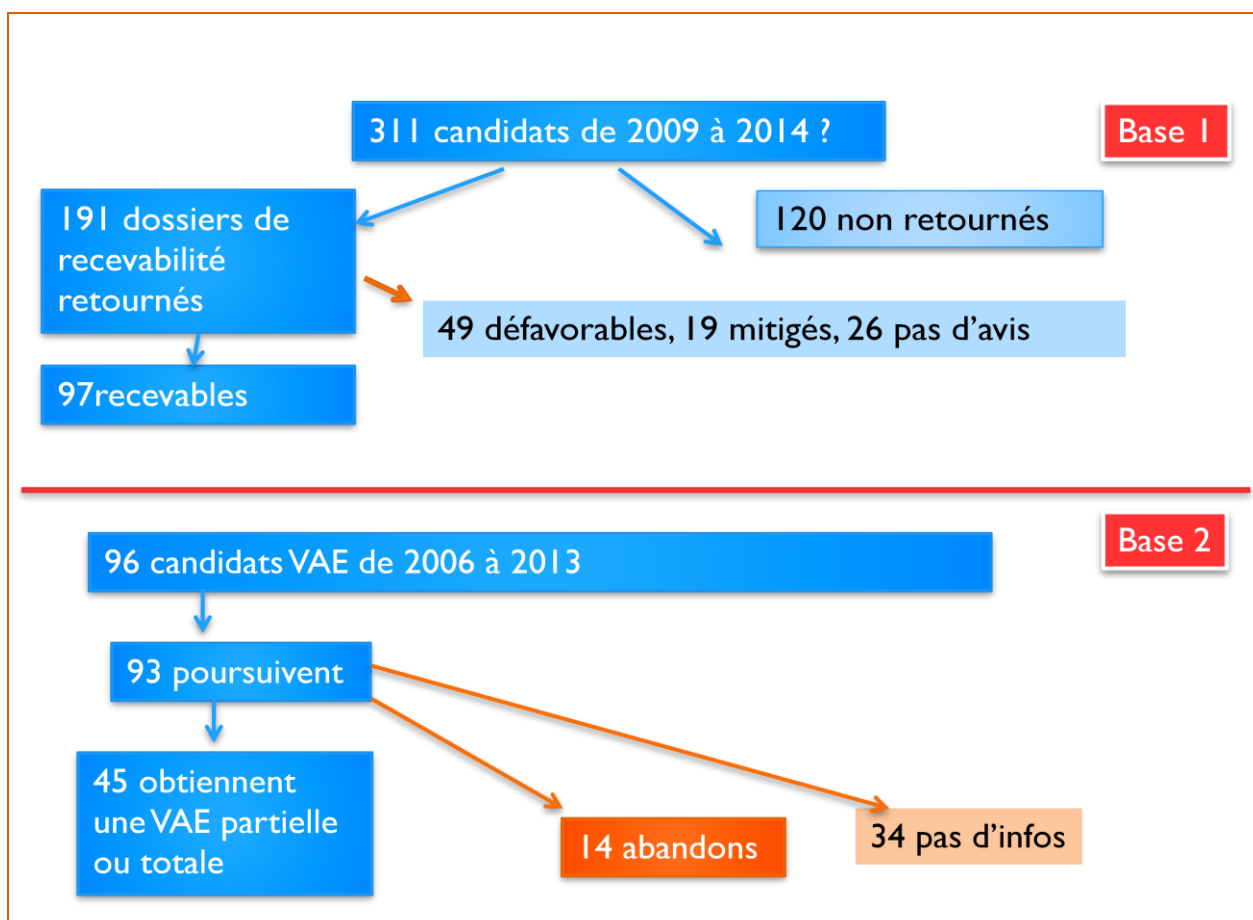 311 candidats de 2009 à 2014 ?
Base 1
191 dossiers de
recevabilité
retournés
120 non retournés
49 défavorables, 19 mitigés, 26 pas d’avis
97recevables
Base 2
96 candidats VAE de 2006 à 2013
93 poursuivent
45 obtiennent
une VAE partielle
ou totale
14 abandons
34 pas d’infos